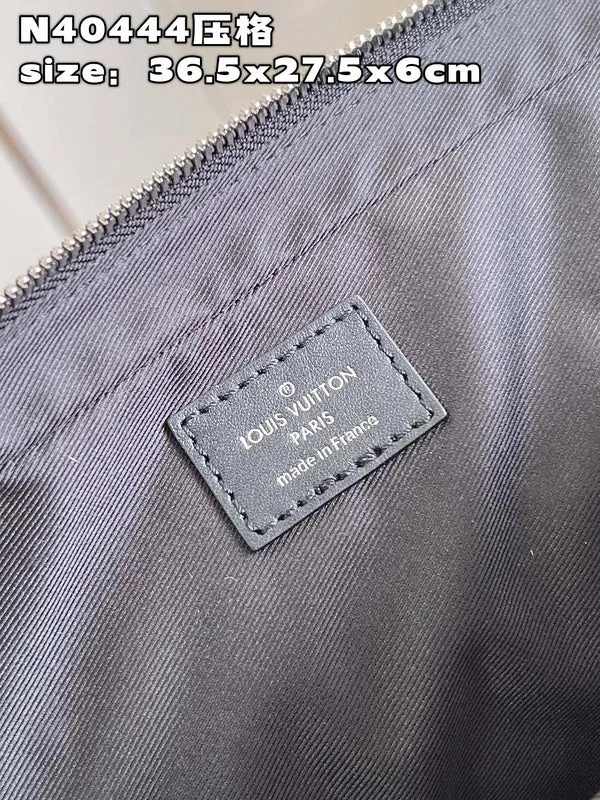 N40444压格
size：36.5x27.5x6cm
®
LOUIS VUITTON
PARIS
made in France